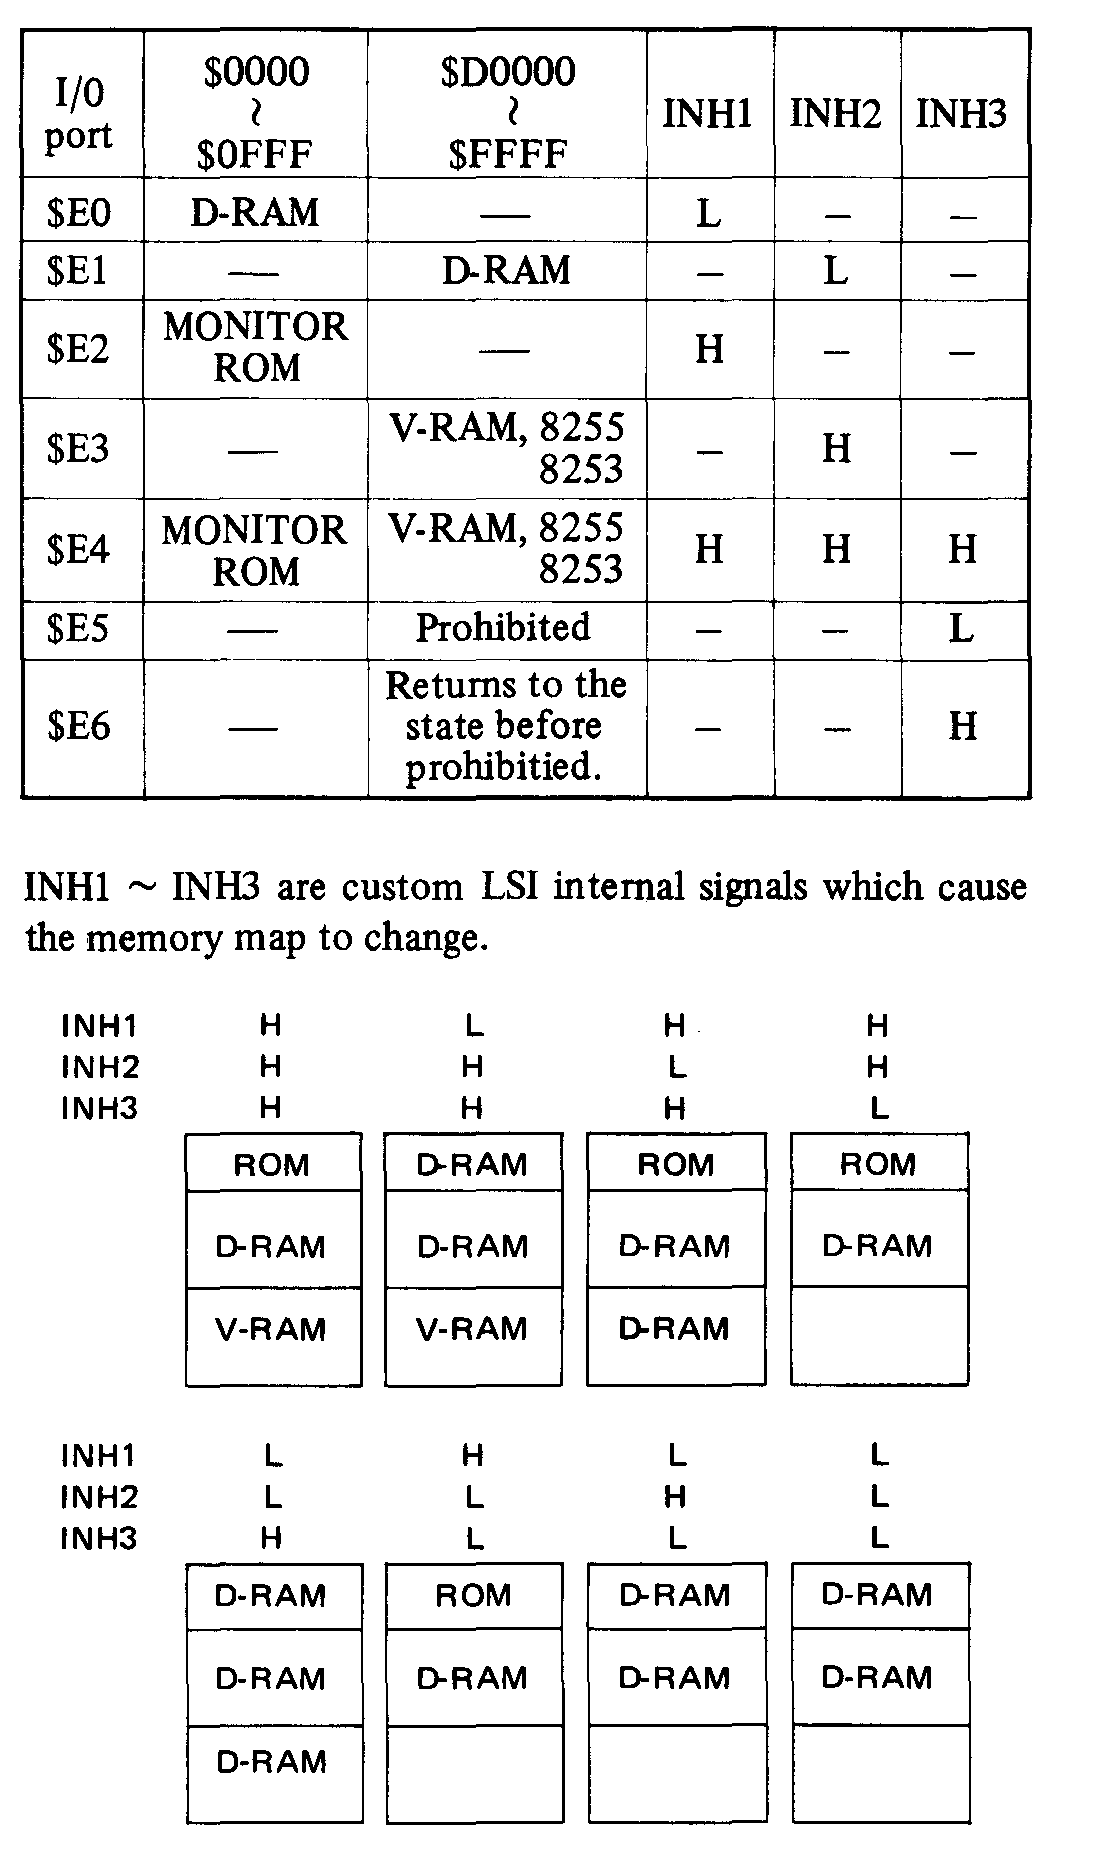 I/0 port | $0000 ~ $0FFF | $D0000 ~ $FFFF | INH1 | INH2 | INH3
$E0 | D-RAM | — | L | – | –
$E1 | — | D-RAM | – | L | –
$E2 | MONITOR ROM | — | H | – | –
$E3 | — | V-RAM, 8255 8253 | – | H | –
$E4 | MONITOR ROM | V-RAM, 8255 8253 | H | H | H
$E5 | — | Prohibited | – | – | L
$E6 | — | Returns to the state before prohibitied. | – | – | H
INH1 ~ INH3 are custom LSI internal signals which cause
the memory map to change.
INH1 H L H H
INH2 H H L H
INH3 H H H L
ROM D-RAM ROM ROM
D-RAM D-RAM D-RAM D-RAM
V-RAM V-RAM D-RAM
INH1 L H L L
INH2 L L H L
INH3 H L L L
D-RAM ROM D-RAM D-RAM
D-RAM D-RAM D-RAM D-RAM
D-RAM